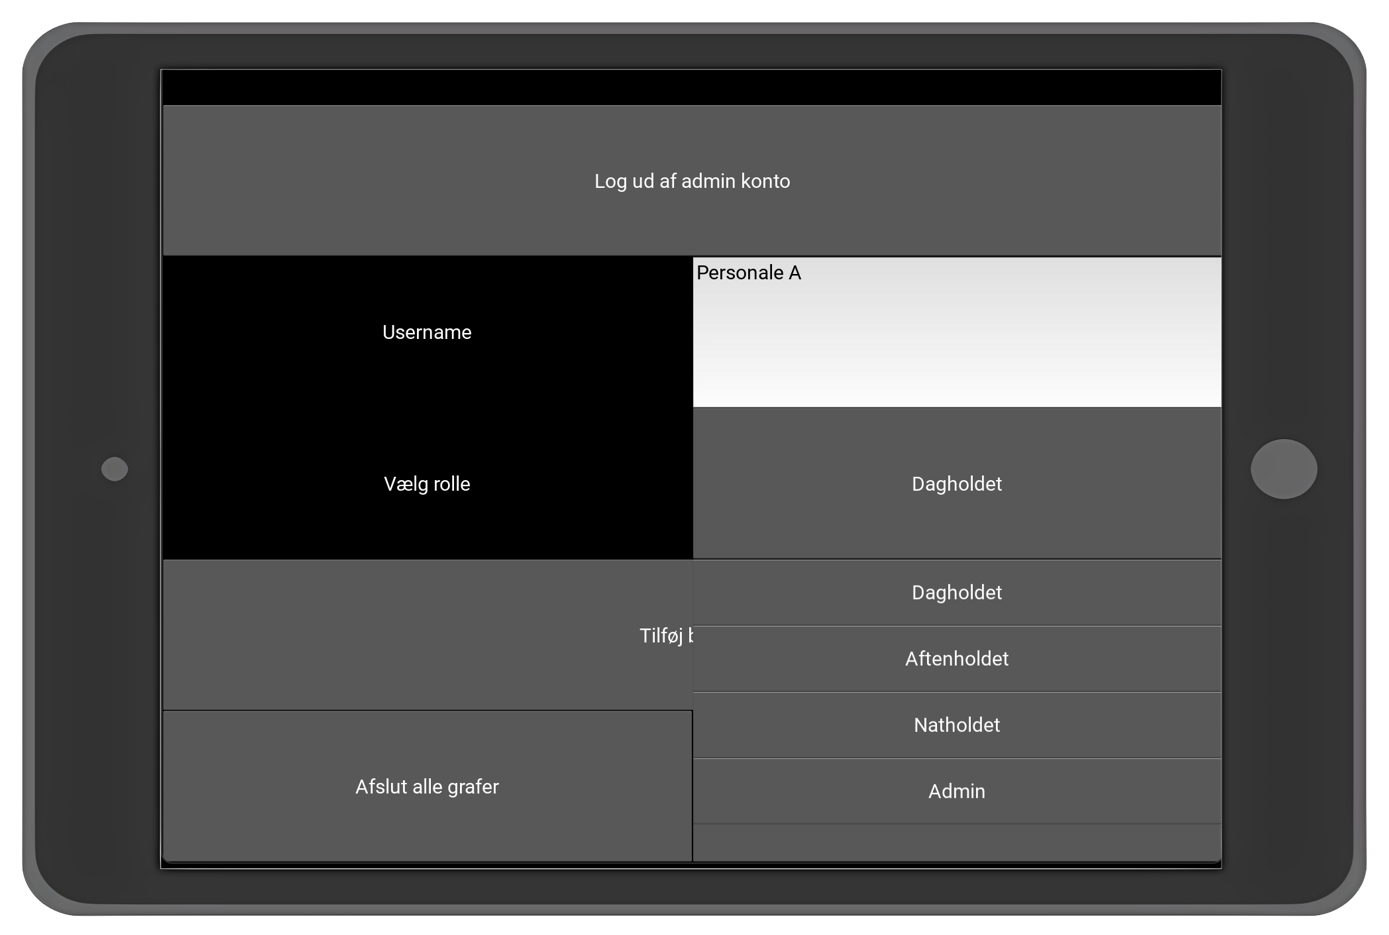 Log ud af admin konto
Username
Personale A
Vælg rolle
Dagholdet
Tilføj
Dagholdet
Aftenholdet
Natholdet
Admin
Afslut alle grafer